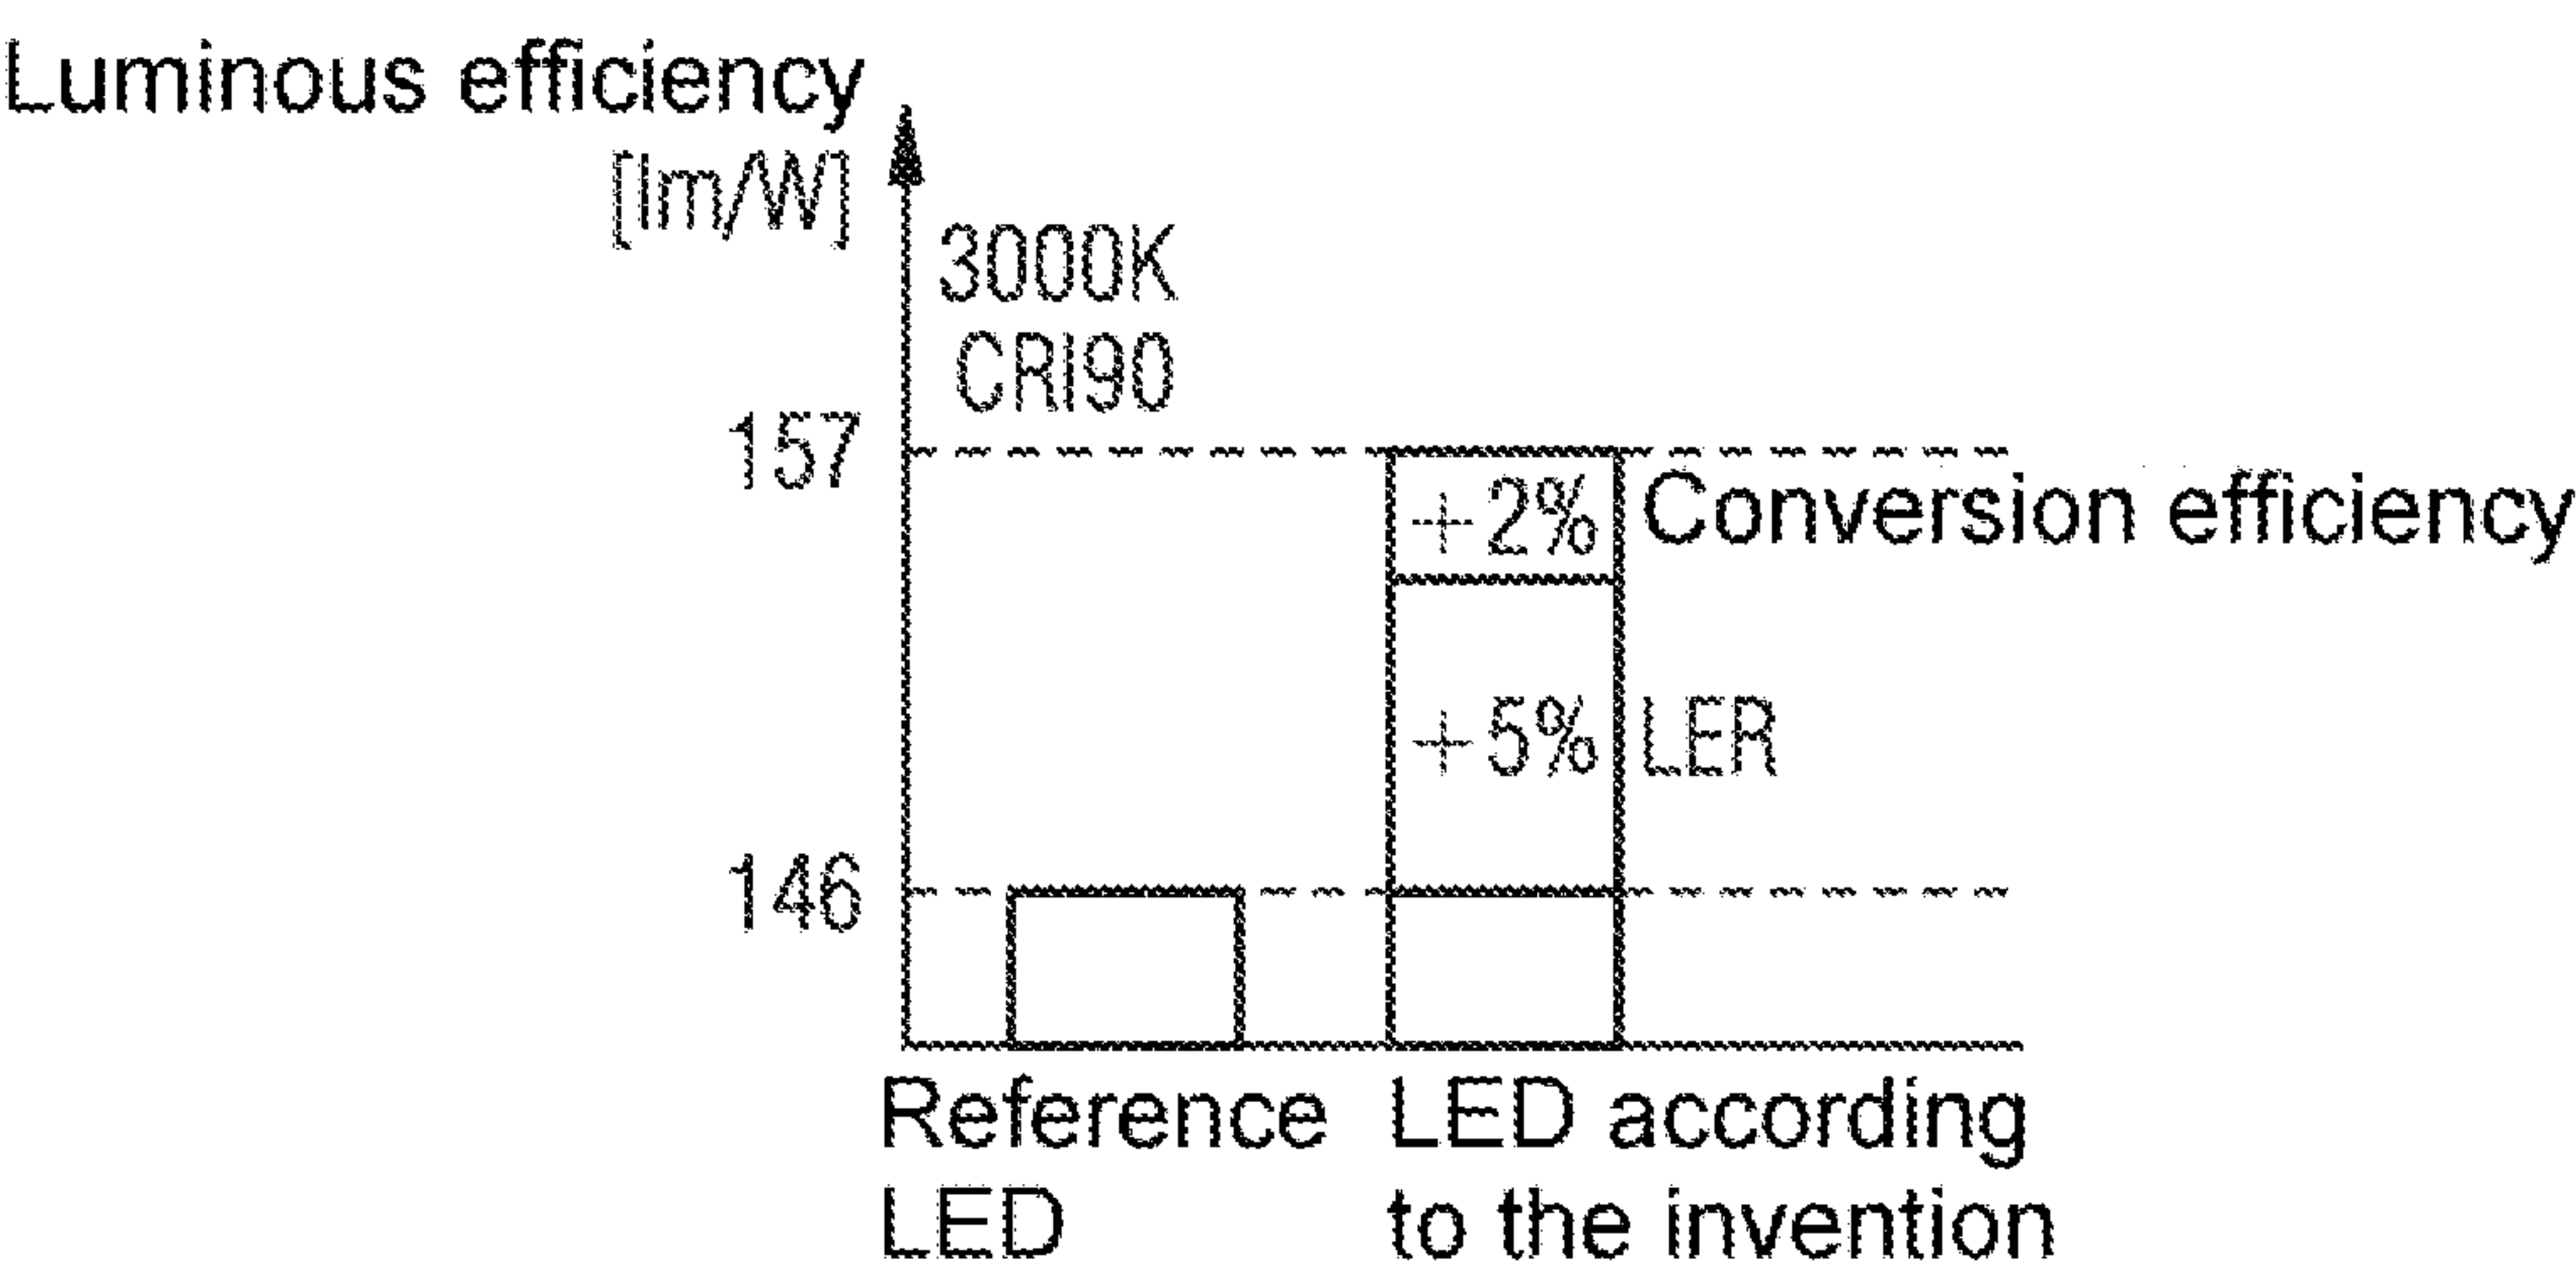 Luminous efficiency
[lm/W]
3000K
CRI90
157
+2% Conversion efficiency
+5% LER
146
Reference LED according
LED to the invention